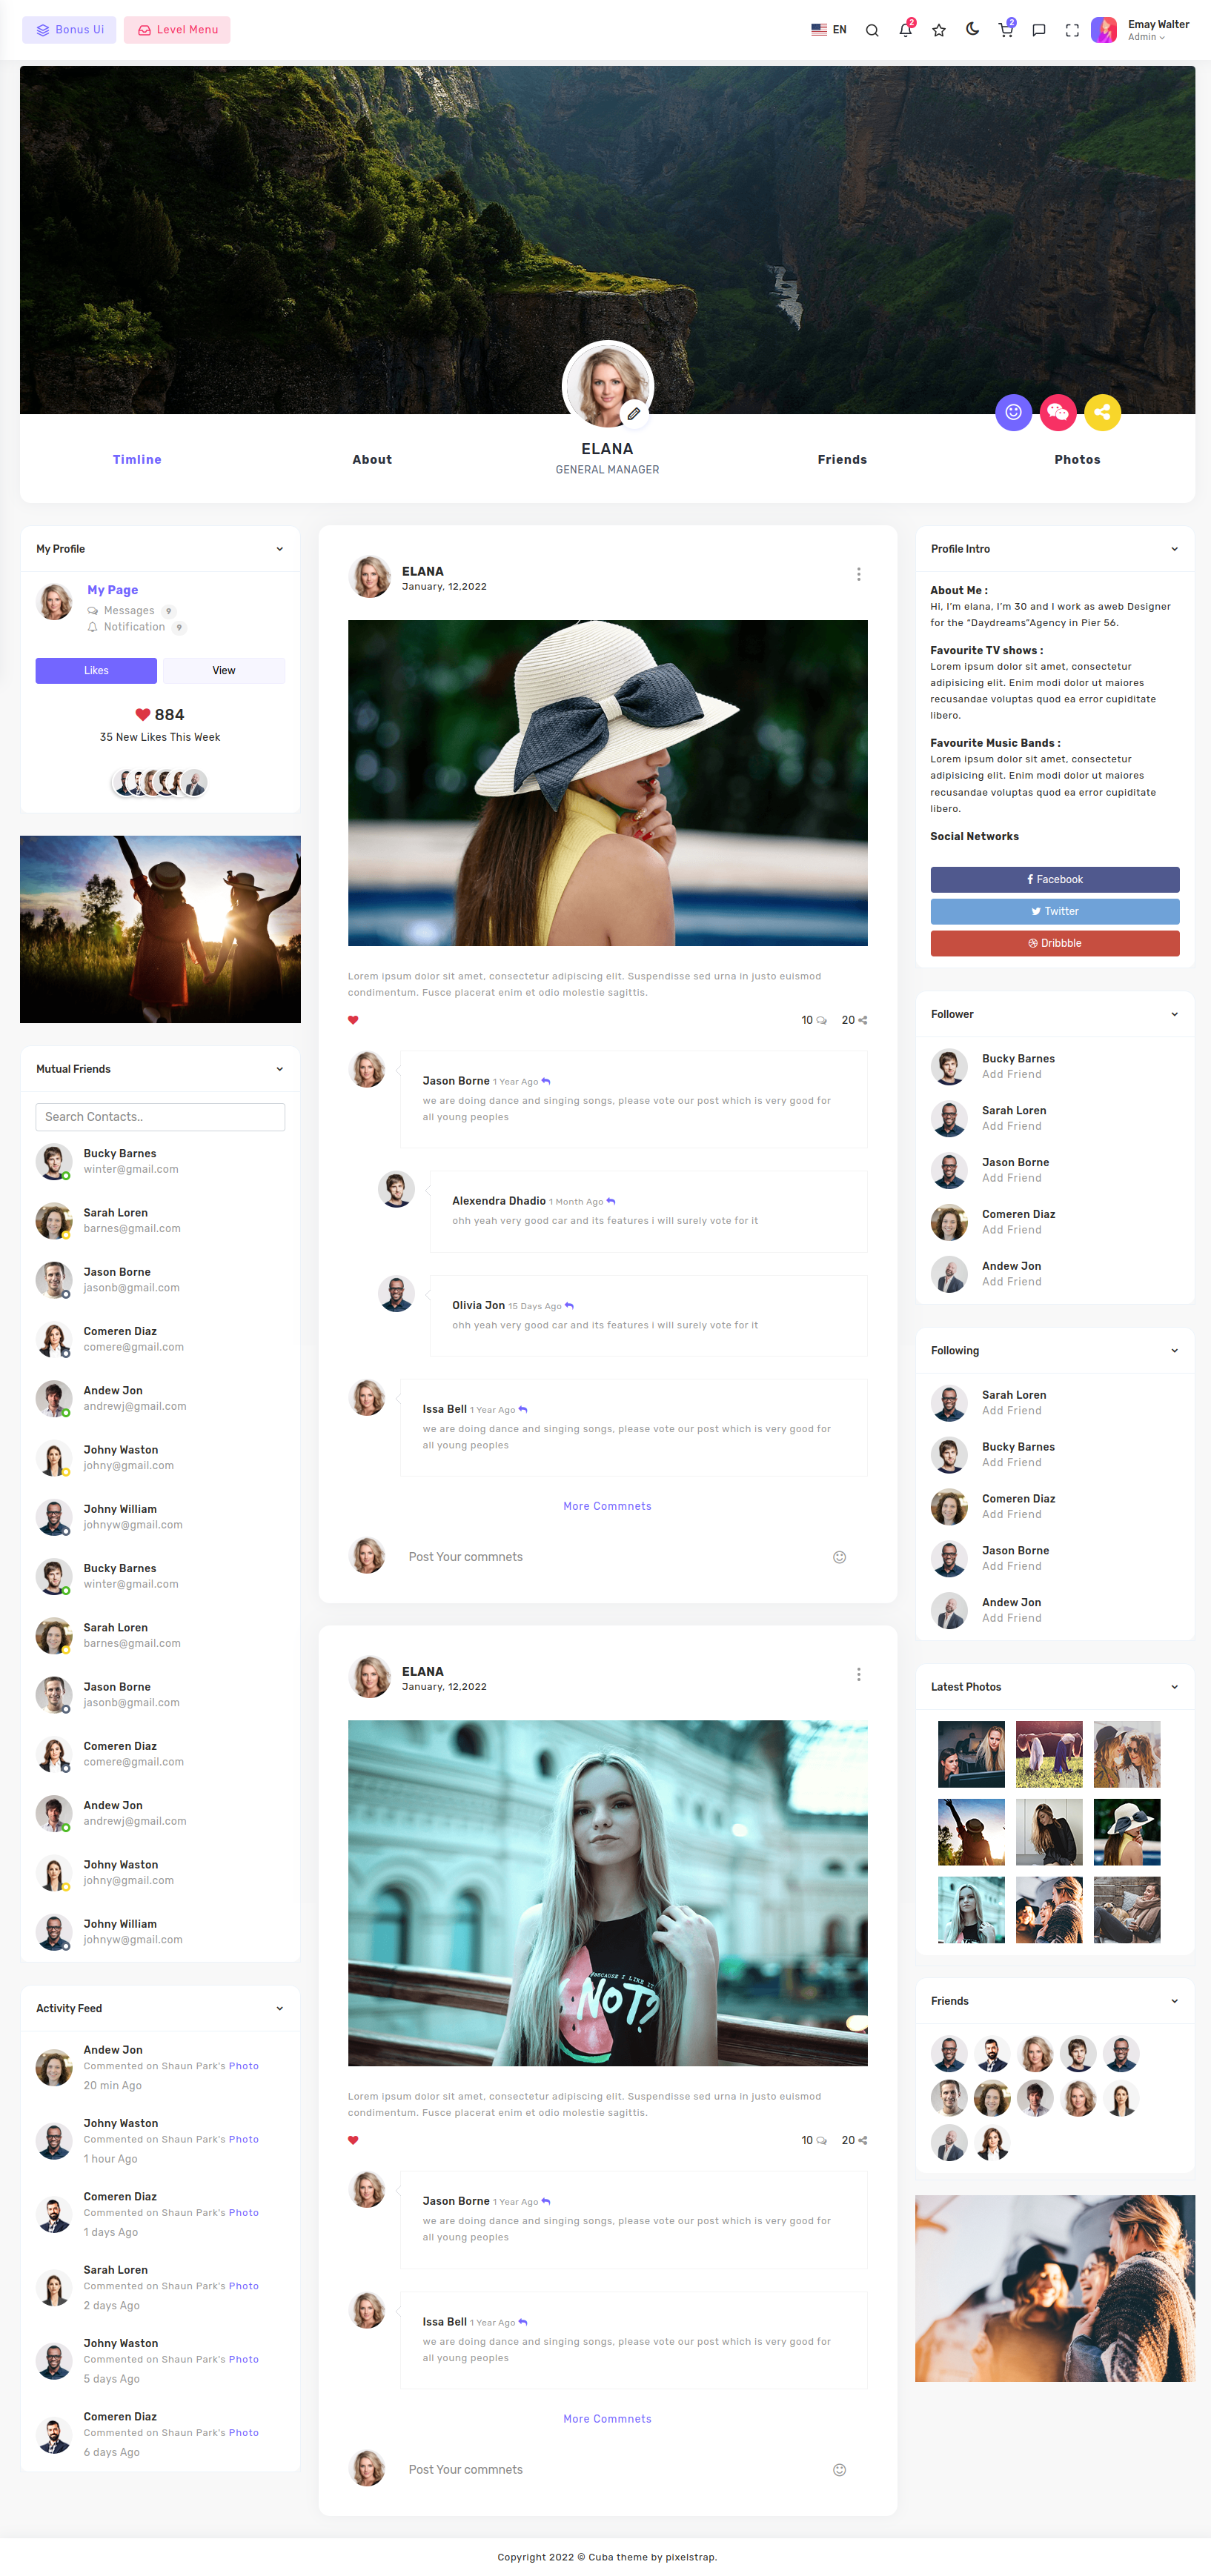 Bonus Ui
Level Menu
EN
2
2
Emay Walter
Admin
Timline
About
ELANA
GENERAL MANAGER
Friends
Photos
My Profile
My Page
Messages 9
Notification 9
Likes
View
884
35 New Likes This Week
Mutual Friends
Search Contacts..
Bucky Barnes
winter@gmail.com
Sarah Loren
barnes@gmail.com
Jason Borne
jasonb@gmail.com
Comeren Diaz
comere@gmail.com
Andew Jon
andrewj@gmail.com
Johny Waston
johny@gmail.com
Johny William
johnyw@gmail.com
Bucky Barnes
winter@gmail.com
Sarah Loren
barnes@gmail.com
Jason Borne
jasonb@gmail.com
Comeren Diaz
comere@gmail.com
Andew Jon
andrewj@gmail.com
Johny Waston
johny@gmail.com
Johny William
johnyw@gmail.com
Activity Feed
Andew Jon
Commented on Shaun Park's Photo
20 min Ago
Johny Waston
Commented on Shaun Park's Photo
1 hour Ago
Comeren Diaz
Commented on Shaun Park's Photo
1 days Ago
Sarah Loren
Commented on Shaun Park's Photo
2 days Ago
Johny Waston
Commented on Shaun Park's Photo
5 days Ago
Comeren Diaz
Commented on Shaun Park's Photo
6 days Ago
ELANA
January, 12,2022
Lorem ipsum dolor sit amet, consectetur adipiscing elit. Suspendisse sed urna in justo euismod
condimentum. Fusce placerat enim et odio molestie sagittis.
10 20
Jason Borne 1 Year Ago
we are doing dance and singing songs, please vote our post which is very good for
all young peoples
Alexendra Dhadio 1 Month Ago
ohh yeah very good car and its features i will surely vote for it
Olivia Jon 15 Days Ago
ohh yeah very good car and its features i will surely vote for it
Issa Bell 1 Year Ago
we are doing dance and singing songs, please vote our post which is very good for
all young peoples
More Commnets
Post Your commnets
ELANA
January, 12,2022
BECAUSE I LIKE IT
NOT?
Lorem ipsum dolor sit amet, consectetur adipiscing elit. Suspendisse sed urna in justo euismod
condimentum. Fusce placerat enim et odio molestie sagittis.
10 20
Jason Borne 1 Year Ago
we are doing dance and singing songs, please vote our post which is very good for
all young peoples
Issa Bell 1 Year Ago
we are doing dance and singing songs, please vote our post which is very good for
all young peoples
More Commnets
Post Your commnets
Profile Intro
About Me :
Hi, I'm elana, I'm 30 and I work as aweb Designer
for the “Daydreams”Agency in Pier 56.
Favourite TV shows :
Lorem ipsum dolor sit amet, consectetur
adipisicing elit. Enim modi dolor ut maiores
recusandae voluptas quod ea error cupiditate
libero.
Favourite Music Bands :
Lorem ipsum dolor sit amet, consectetur
adipisicing elit. Enim modi dolor ut maiores
recusandae voluptas quod ea error cupiditate
libero.
Social Networks
Facebook
Twitter
Dribbble
Follower
Bucky Barnes
Add Friend
Sarah Loren
Add Friend
Jason Borne
Add Friend
Comeren Diaz
Add Friend
Andew Jon
Add Friend
Following
Sarah Loren
Add Friend
Bucky Barnes
Add Friend
Comeren Diaz
Add Friend
Jason Borne
Add Friend
Andew Jon
Add Friend
Latest Photos
Friends
Copyright 2022 © Cuba theme by pixelstrap.